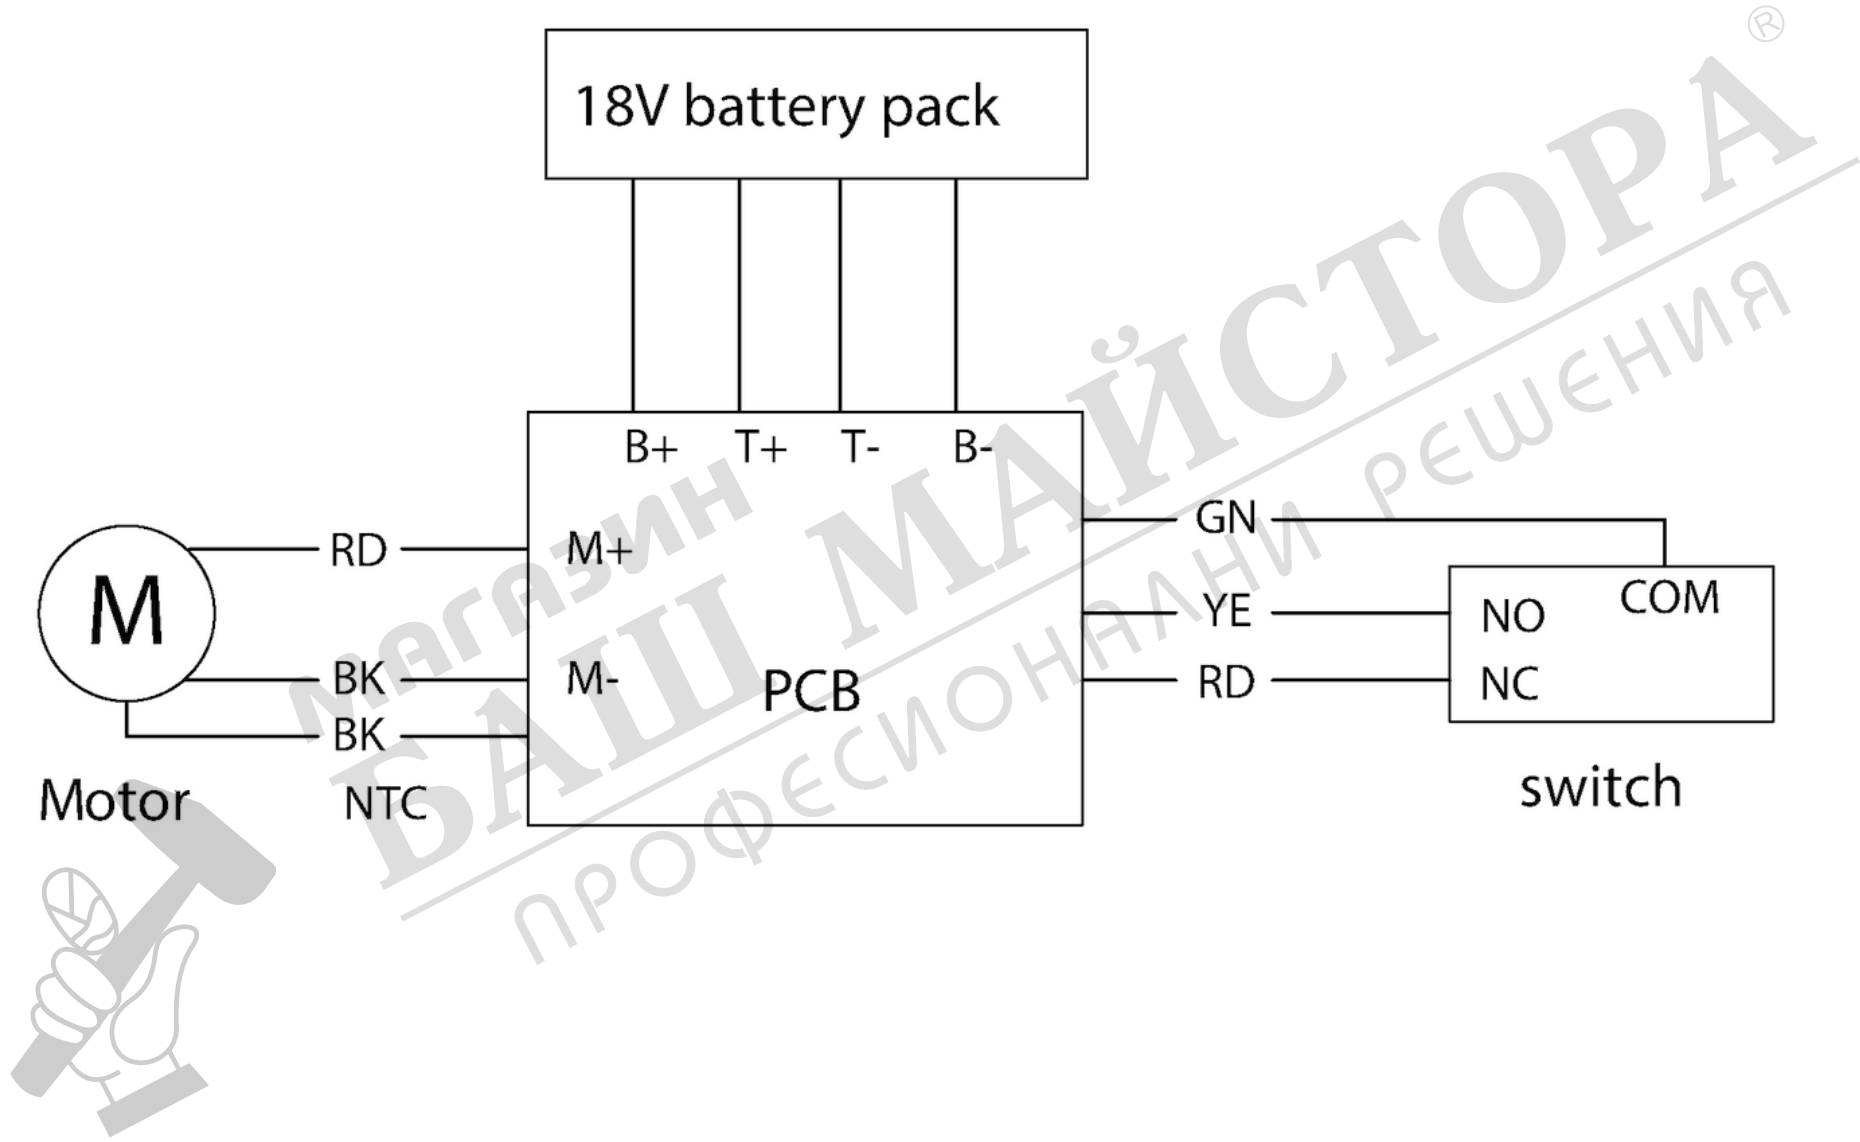 18V battery pack
B+ T+ T- B-
GN
RD M+
COM
YE NO
BK M- PCB RD NC
BK
Motor NTC switch
®
МАГАЗИН
БАШ МАЙСТОРА
ПРОФЕСИОНАЛНИ РЕШЕНИЯ
M